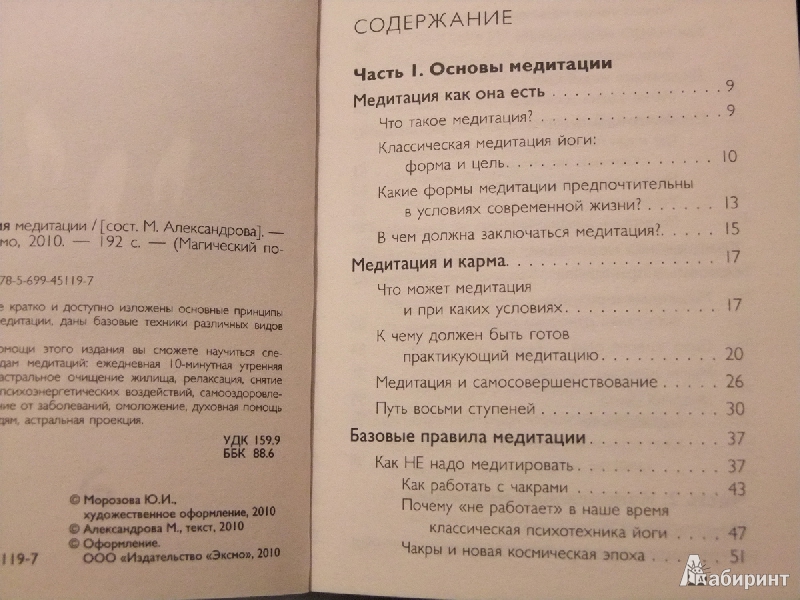 ия медитации / [сост. М. Александрова]. —
мо, 2010. — 192 с. — (Магический по-
78-5-699-45119-7
е кратко и доступно изложены основные принципы
едитации, даны базовые техники различных видов
омощи этого издания вы сможете научиться спе-
дам медитаций: ежедневная 10-минутная утренняя
астральное очищение жилища, релаксация, снятие
психоэнергетических воздействий, самооздоровле-
ние от заболеваний, омоложение, духовная помощь
дям, астральная проекция.
УДК 159.9
ББК 88.6
© Морозова Ю.И.,
художественное оформление, 2010
© Александрова М., текст, 2010
© Оформление.
ООО «Издательство «Эксмо», 2010
119-7
СОДЕРЖАНИЕ
Часть I. Основы медитации
Медитация как она есть . . . . . . . . . . . . . 9
Что такое медитация? . . . . . . . . . . . . . 9
Классическая медитация йоги:
форма и цель. . . . . . . . . . . . . . . 10
Какие формы медитации предпочтительны
в условиях современной жизни? . . . . . 13
В чем должна заключаться медитация?. . . . . 15
Медитация и карма. . . . . . . . . . . . . . . . 17
Что может медитация
и при каких условиях. . . . . . . . . . . 17
К чему должен быть готов
практикующий медитацию . . . . . . . . 20
Медитация и самосовершенствование . . . . . 26
Путь восьми ступеней . . . . . . . . . . . . . 30
Базовые правила медитации . . . . . . . . . . . 37
Как НЕ надо медитировать . . . . . . . . . . . 37
Как работать с чакрами . . . . . . . . . . . 43
Почему «не работает» в наше время
классическая психотехника йоги . . . . . 47
Чакры и новая космическая эпоха . . . . . 51
Лабиринт